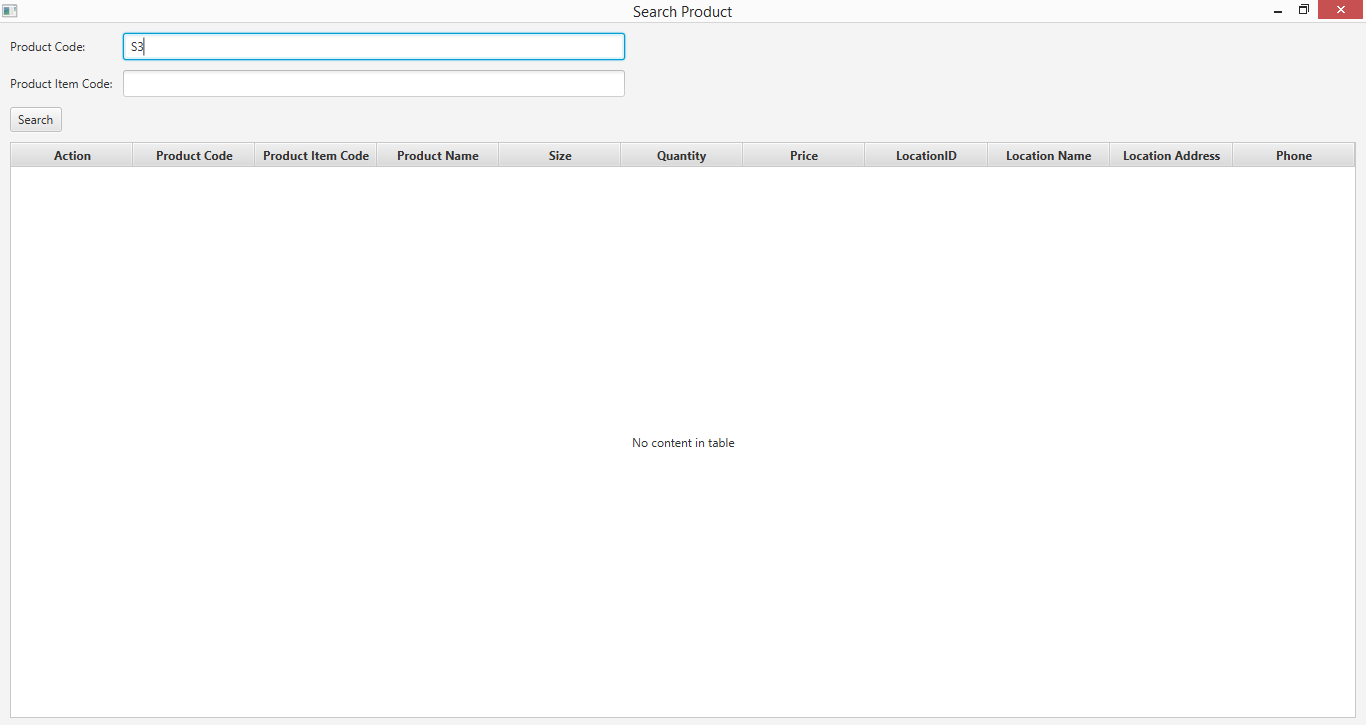 Search Product
Product Code: S3
Product Item Code:
Search
Action Product Code Product Item Code Product Name Size Quantity Price LocationID Location Name Location Address Phone
No content in table